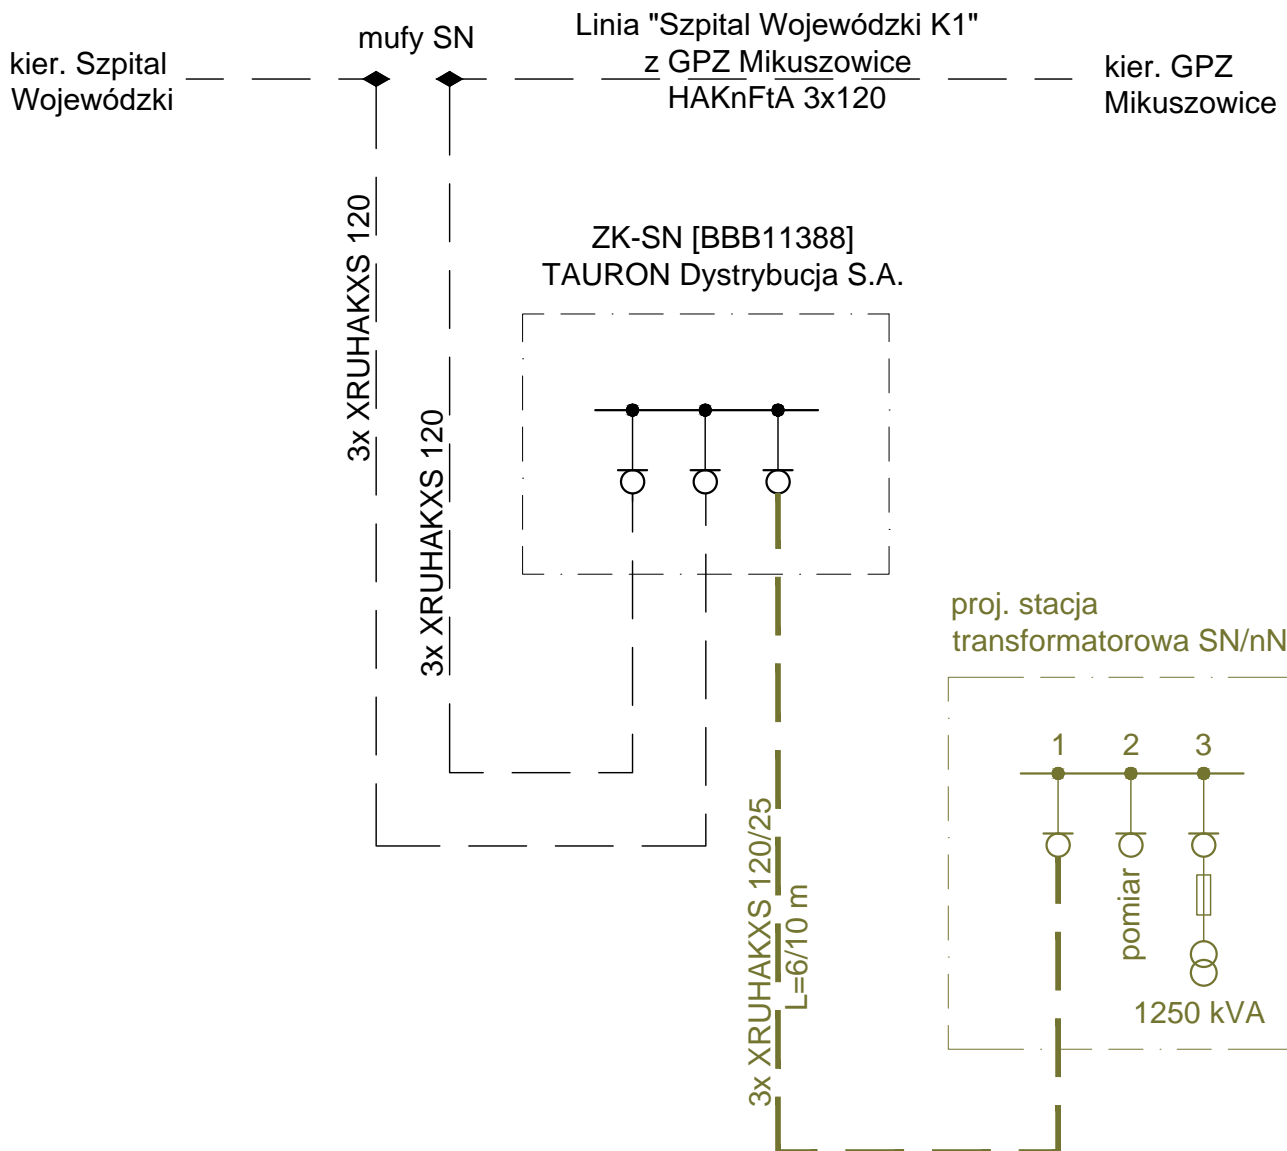 kier. Szpital
Wojewódzki
mufy SN
Linia "Szpital Wojewódzki K1"
z GPZ Mikuszowice
HAKnFtA 3x120
kier. GPZ
Mikuszowice
3x XRUHAKXS 120
3x XRUHAKXS 120
ZK-SN [BBB11388]
TAURON Dystrybucja S.A.
3x XRUHAKXS 120/25
L=6/10 m
proj. stacja
transformatorowa SN/nN
1 2 3
pomiar
1250 kVA